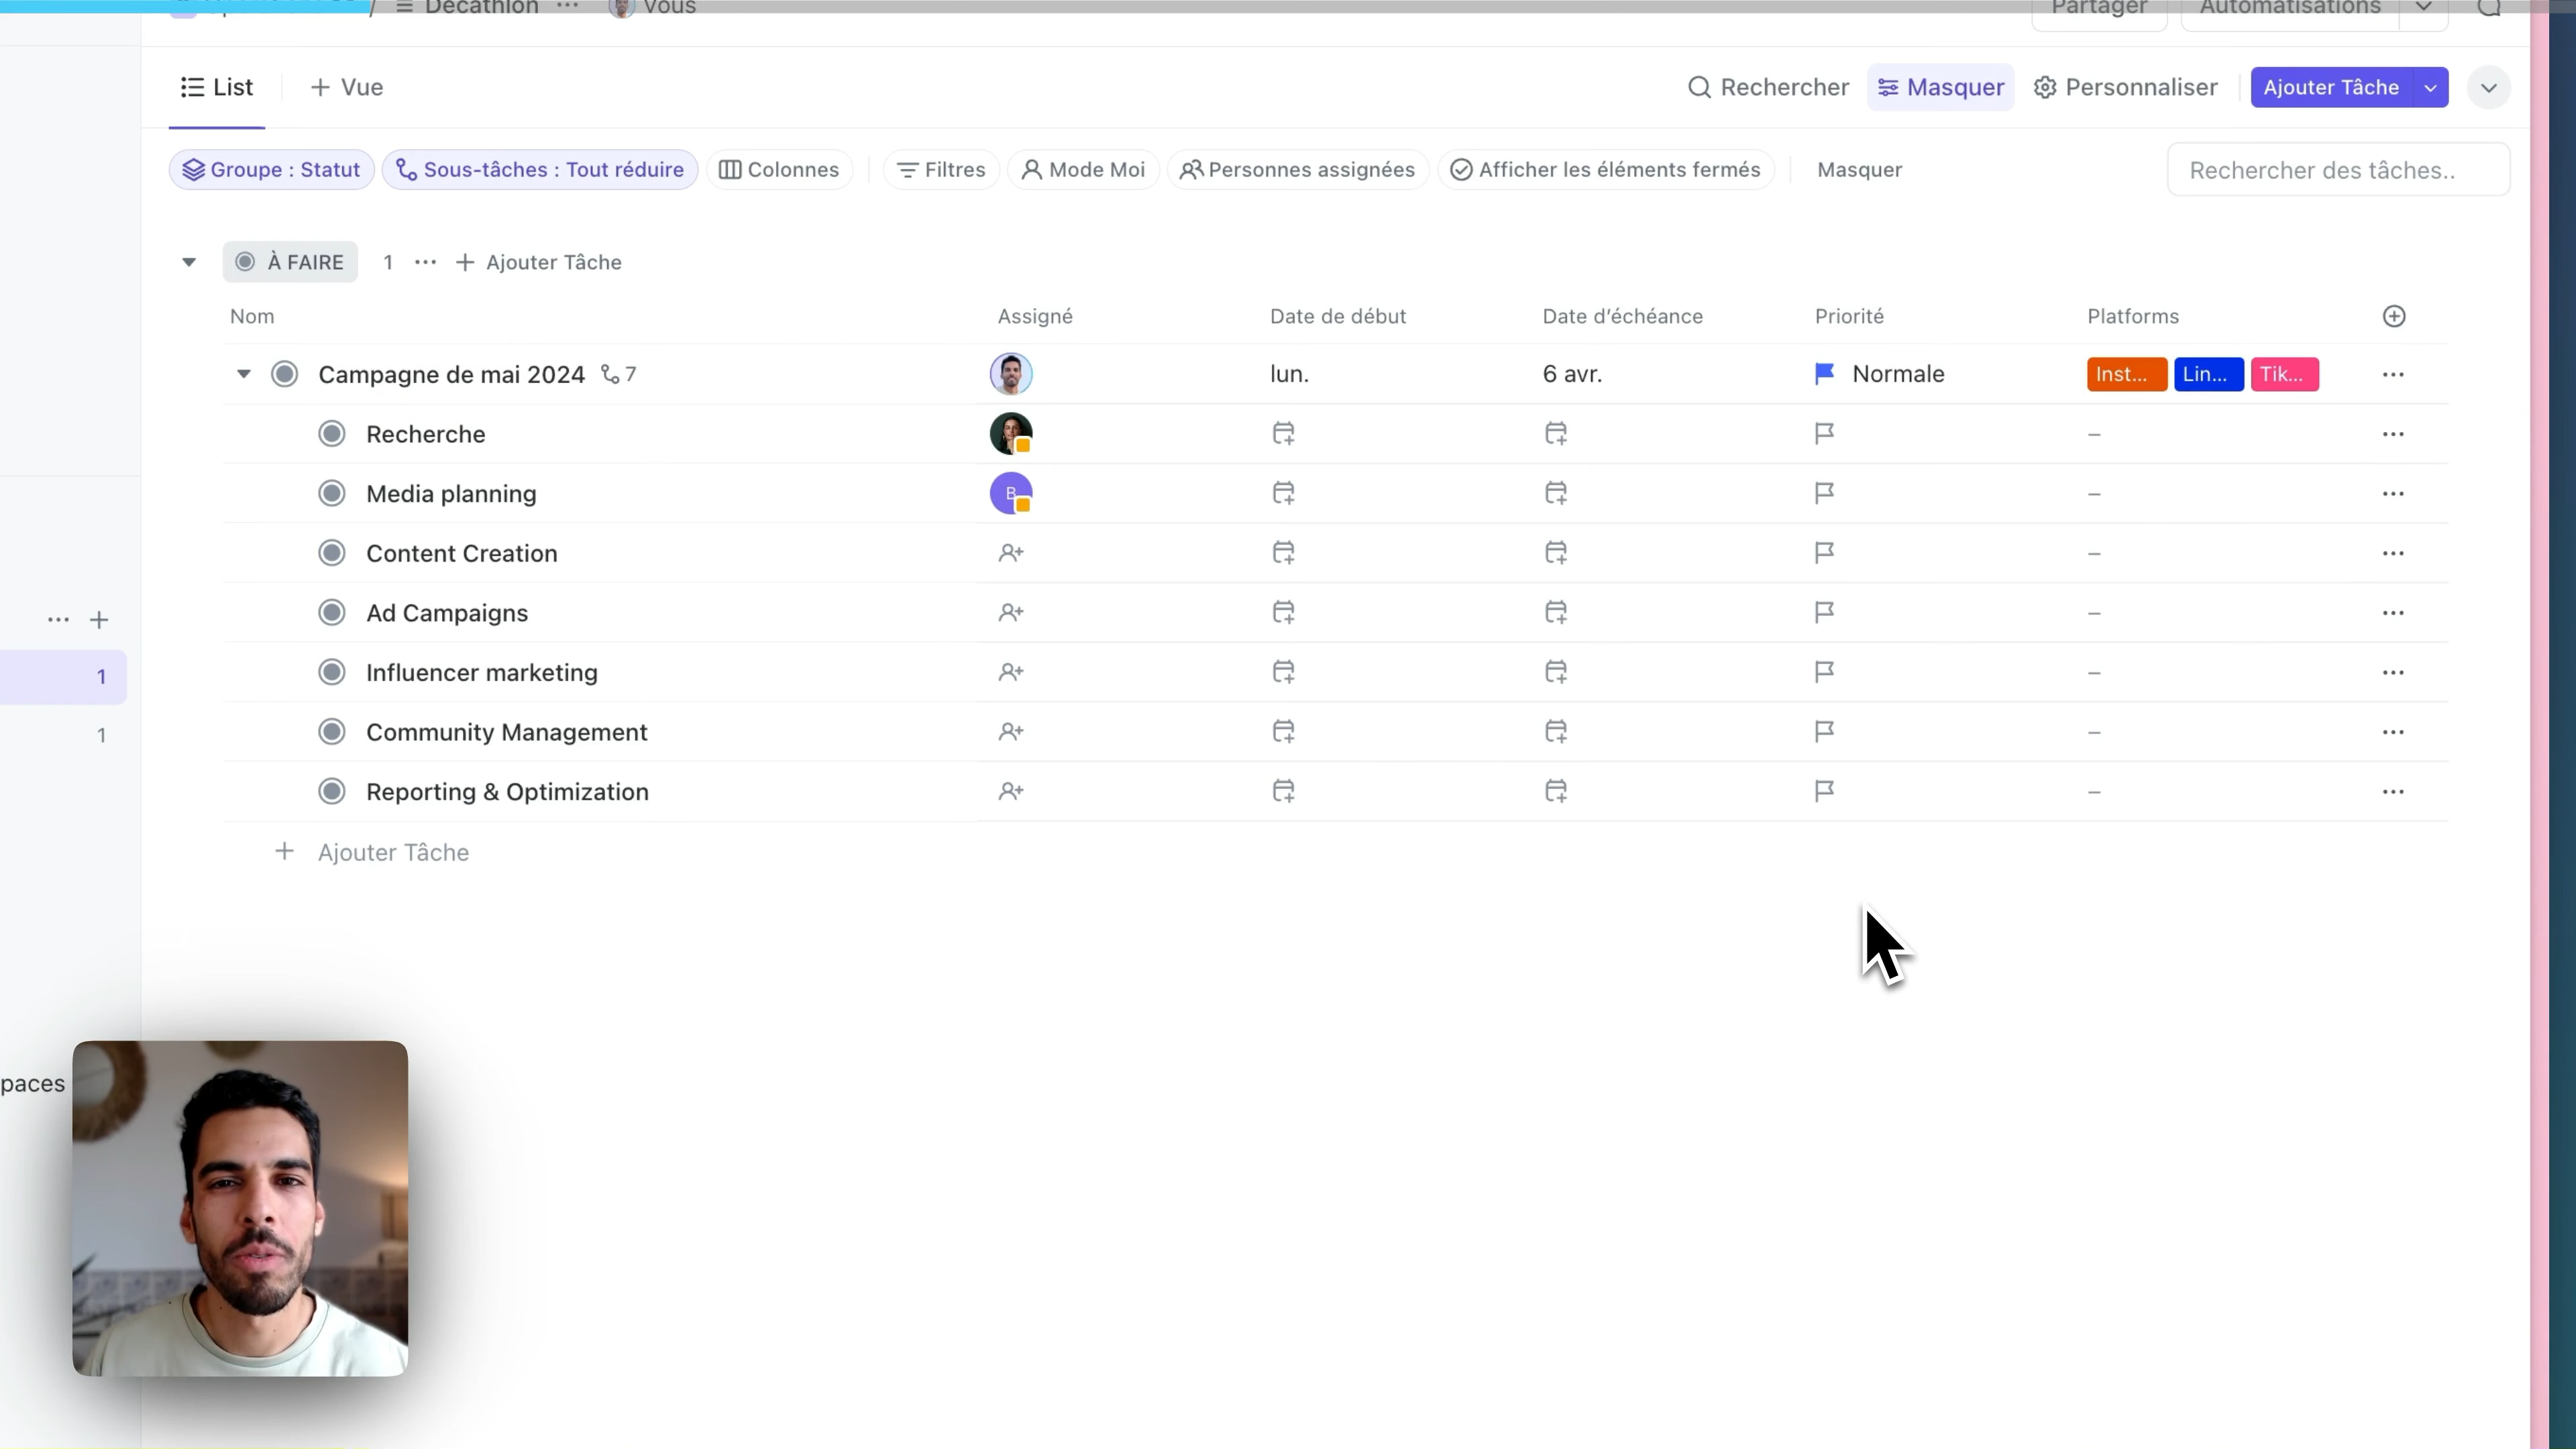 / Decathlon ... Vous
Partager Automatisations
List + Vue
Rechercher Masquer Personnaliser Ajouter Tâche
Groupe : Statut Sous-tâches : Tout réduire Colonnes Filtres Mode Moi Personnes assignées Afficher les éléments fermés Masquer Rechercher des tâches..
À FAIRE 1 ... + Ajouter Tâche
Nom Assigné Date de début Date d’échéance Priorité Platforms
Campagne de mai 2024 7 lun. 6 avr. Normale Inst... Lin... Tik... ...
Recherche – ...
Media planning B – ...
Content Creation – ...
Ad Campaigns – ...
... +
Influencer marketing – ...
1
Community Management – ...
1
Reporting & Optimization – ...
+ Ajouter Tâche
paces